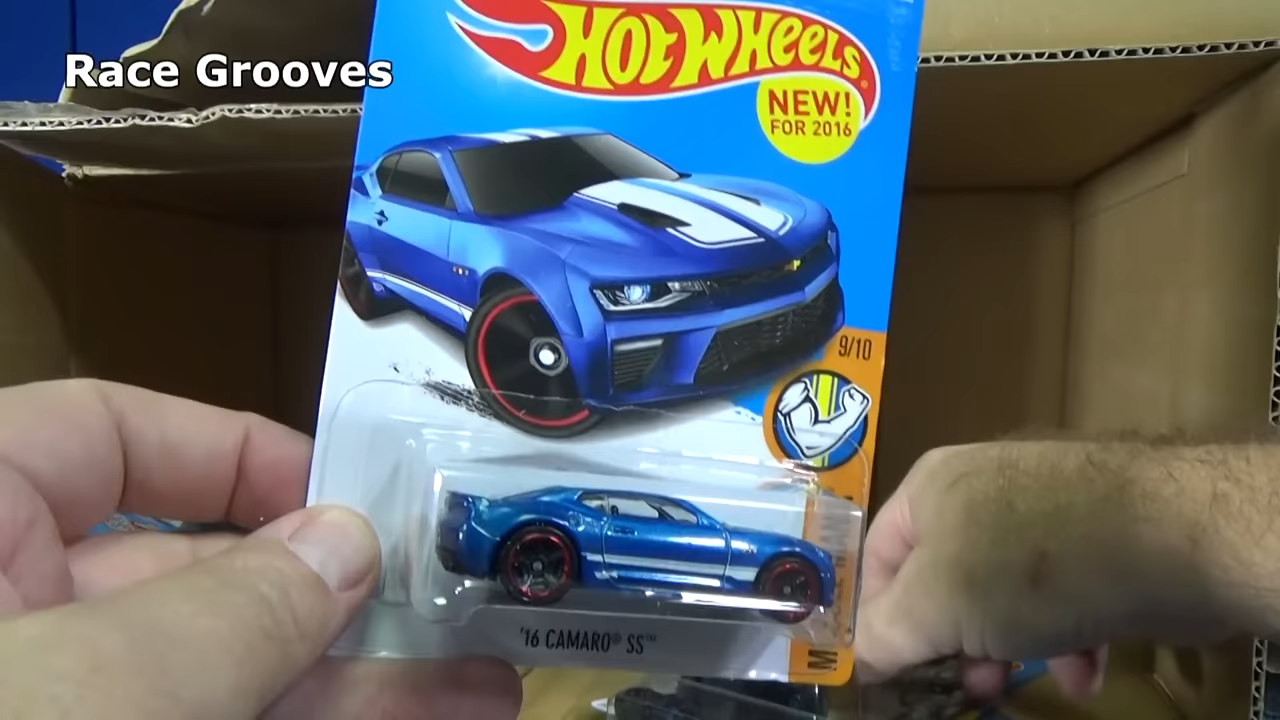 Race Grooves
HOT WHEELS
NEW!
FOR 2016
9/10
'16 CAMARO® SS™